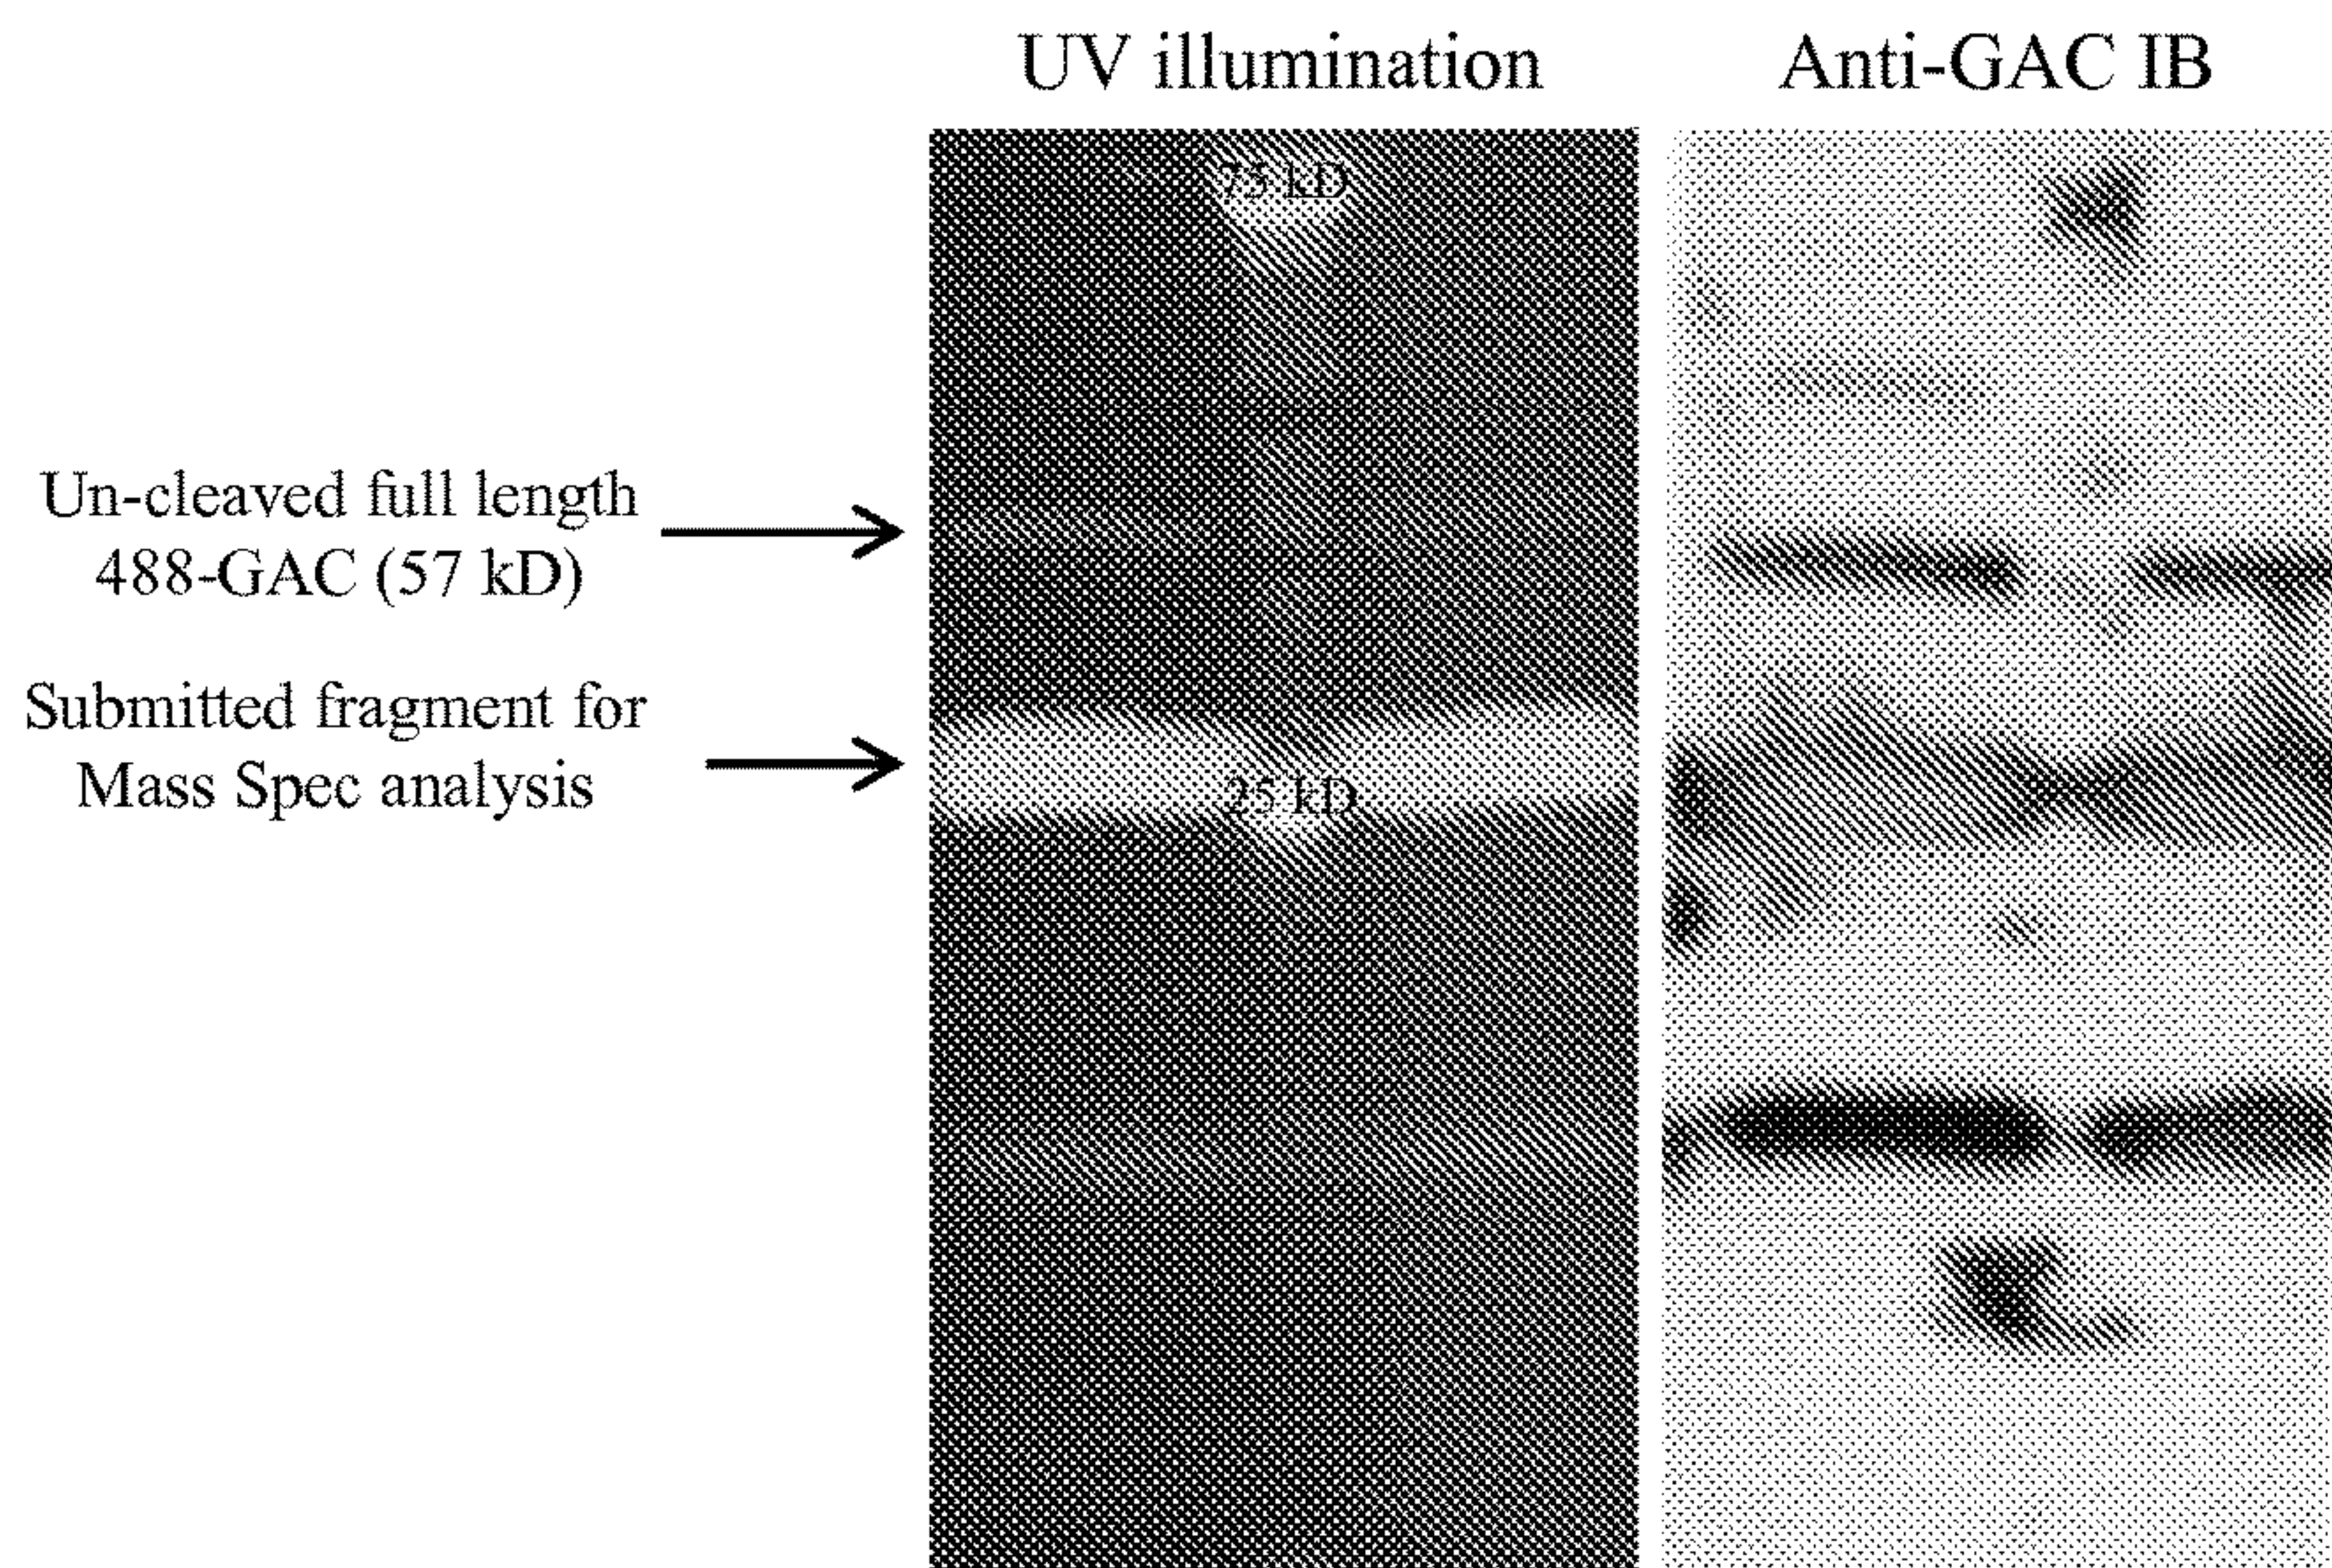 UV illumination
Anti-GAC IB
75 kD
Un-cleaved full length
488-GAC (57 kD)
Submitted fragment for
Mass Spec analysis
25 kD